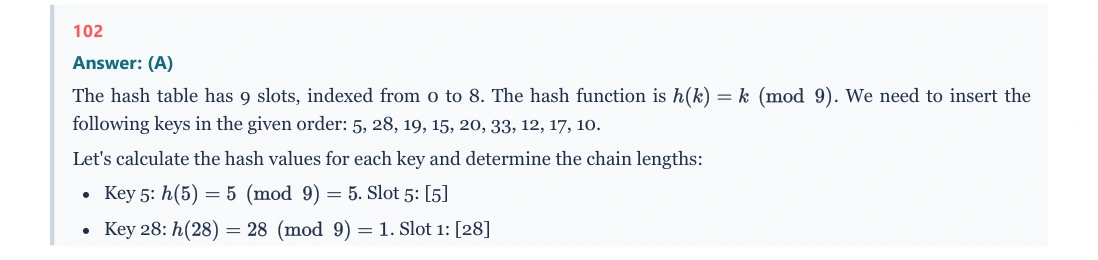 102
Answer: (A)
The hash table has 9 slots, indexed from 0 to 8. The hash function is h(k) = k (mod 9). We need to insert the
following keys in the given order: 5, 28, 19, 15, 20, 33, 12, 17, 10.
Let's calculate the hash values for each key and determine the chain lengths:
• Key 5: h(5) = 5 (mod 9) = 5. Slot 5: [5]
• Key 28: h(28) = 28 (mod 9) = 1. Slot 1: [28]